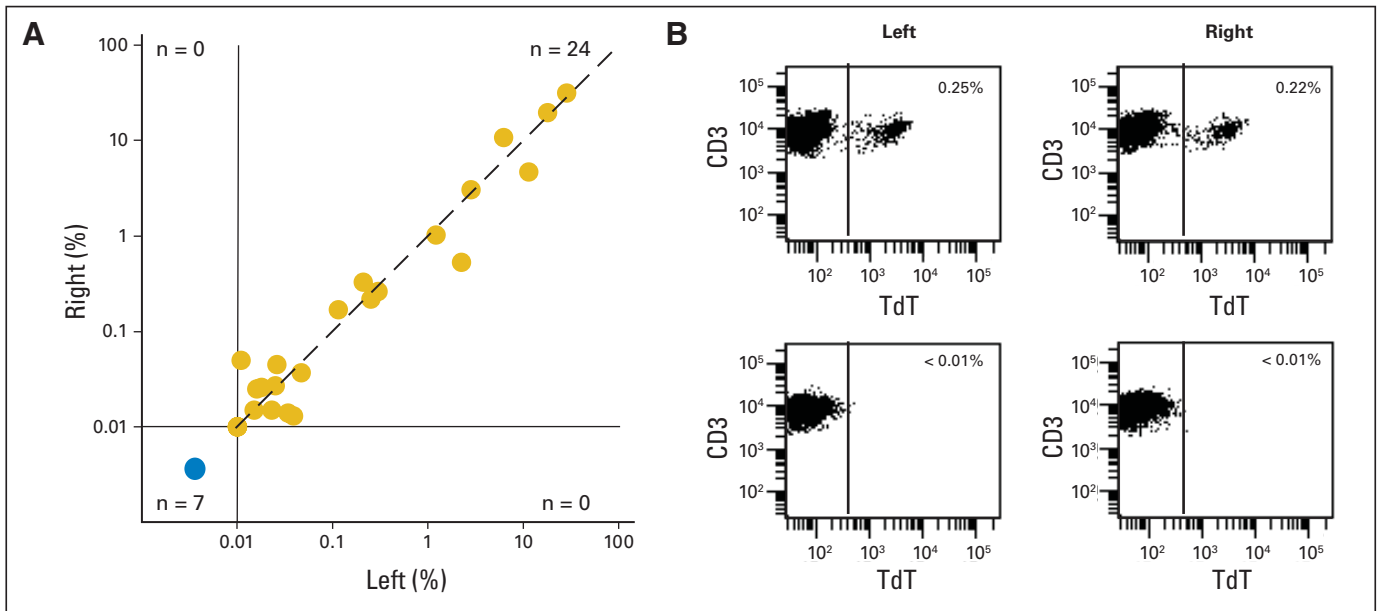 A
100
10
1
0.1
0.01
Right (%)
n = 0
n = 24
n = 7
n = 0
0.01 0.1 1 10 100
Left (%)
B
Left
Right
CD3
10⁵
10⁴
10³
10²
0.25%
10² 10³ 10⁴ 10⁵
TdT
CD3
10⁵
10⁴
10³
10²
0.22%
10² 10³ 10⁴ 10⁵
TdT
CD3
10⁵
10⁴
10³
10²
< 0.01%
10² 10³ 10⁴ 10⁵
TdT
CD3
10⁵
10⁴
10³
10²
< 0.01%
10² 10³ 10⁴ 10⁵
TdT